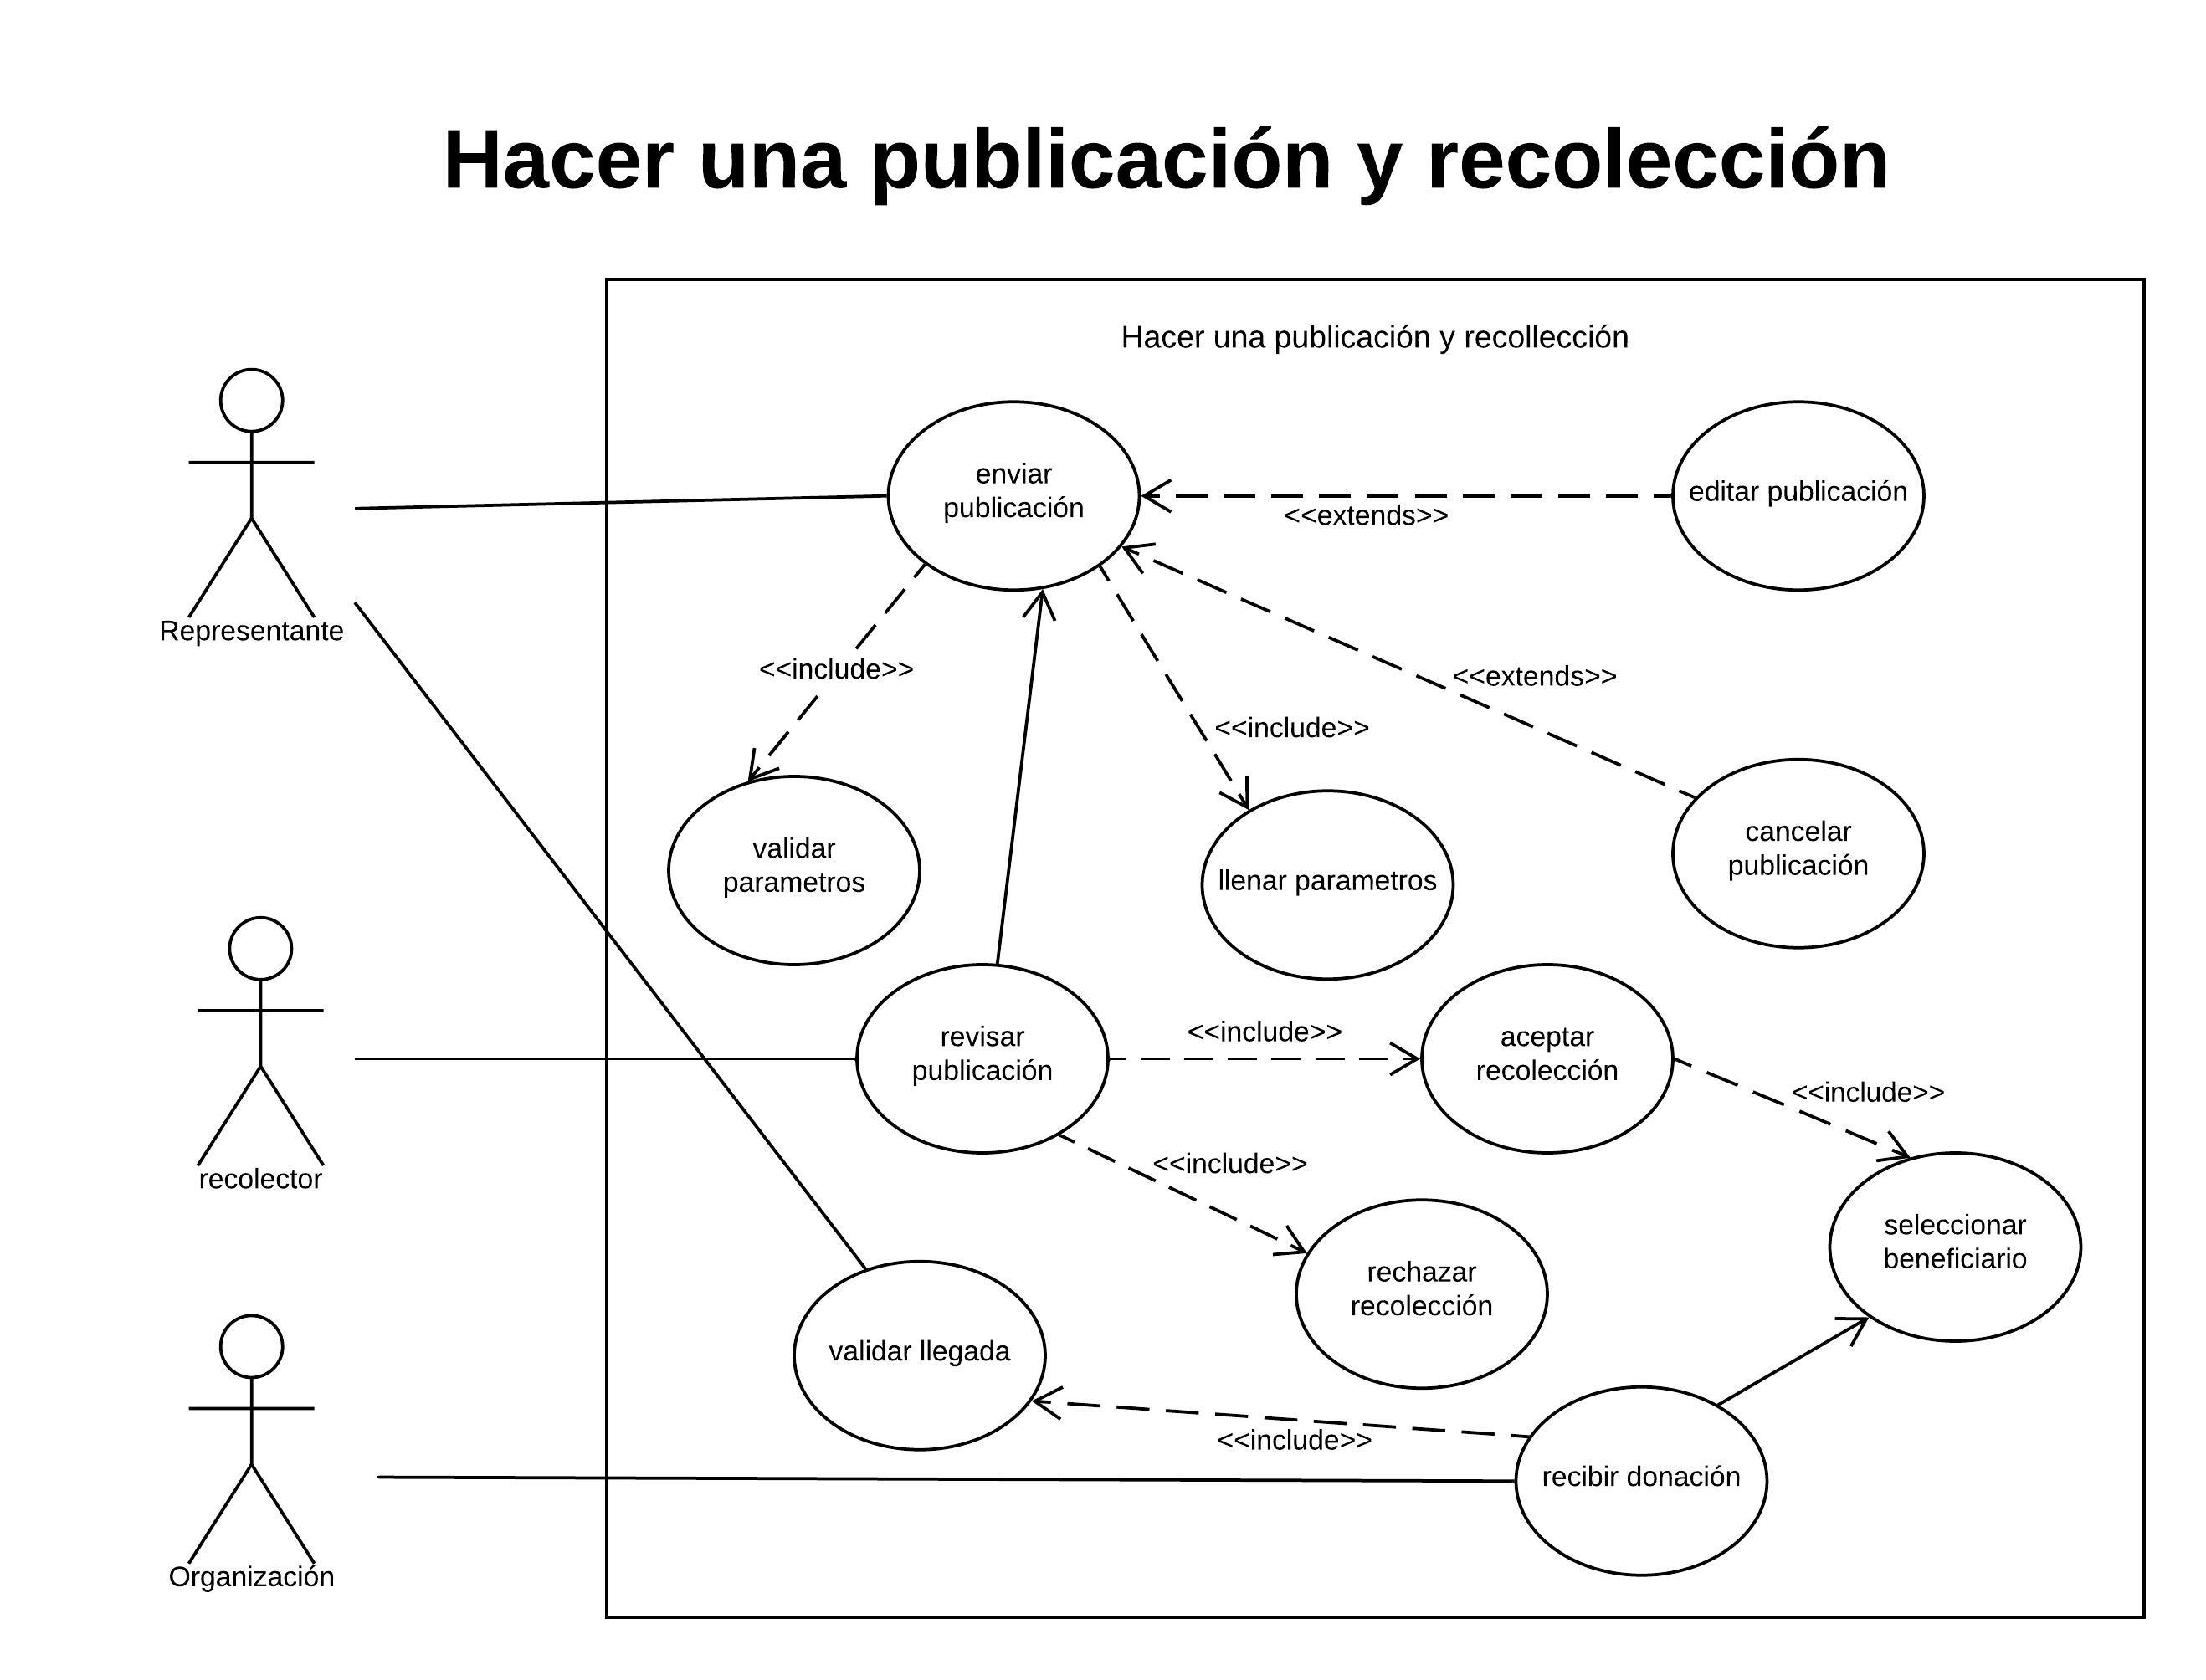 Hacer una publicación y recolección
Hacer una publicación y recollección
enviar
publicación
editar publicación
<<extends>>
Representante
<<include>>
<<extends>>
<<include>>
validar
parametros
llenar parametros
cancelar
publicación
revisar
publicación
<<include>>
aceptar
recolección
<<include>>
<<include>>
recolector
seleccionar
beneficiario
rechazar
recolección
validar llegada
<<include>>
recibir donación
Organización